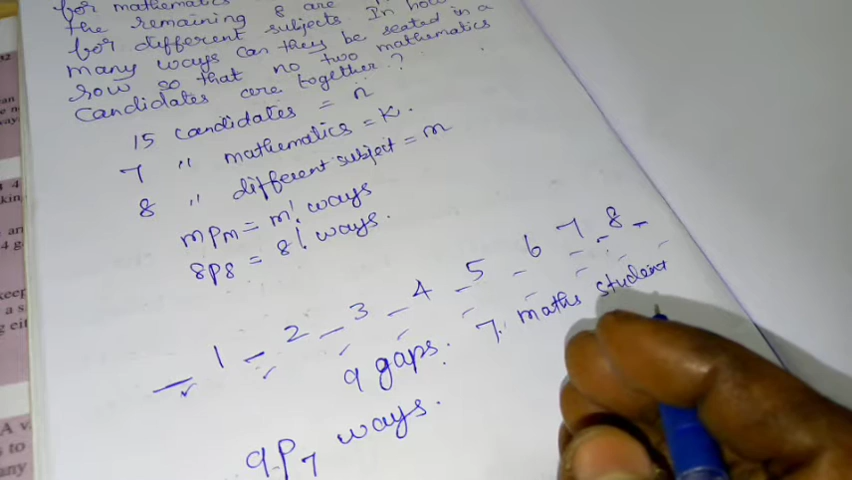 for mathematics
the remaining 8 are
for different subjects In how
many ways can they be seated in a
row so that no two mathematics
Candidates are together?
15 candidates = n
7 " mathematics = k.
8 " different subject = m
mPm = m! ways
8P8 = 8! ways.
– 1 – 2 – 3 – 4 – 5 – 6 – 7 – 8 –
9 gaps. 7. maths student
9P7 ways.